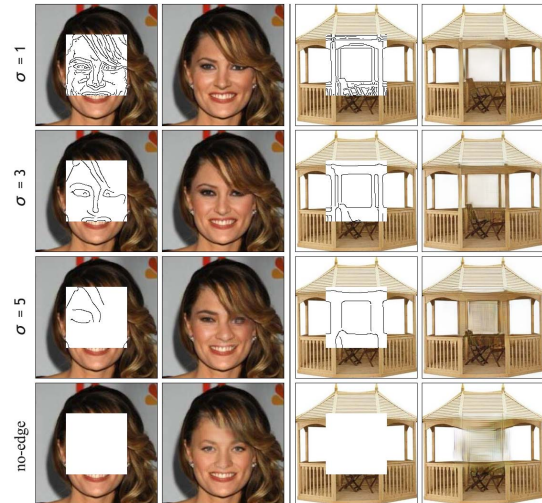 σ = 1
σ = 3
σ = 5
no-edge